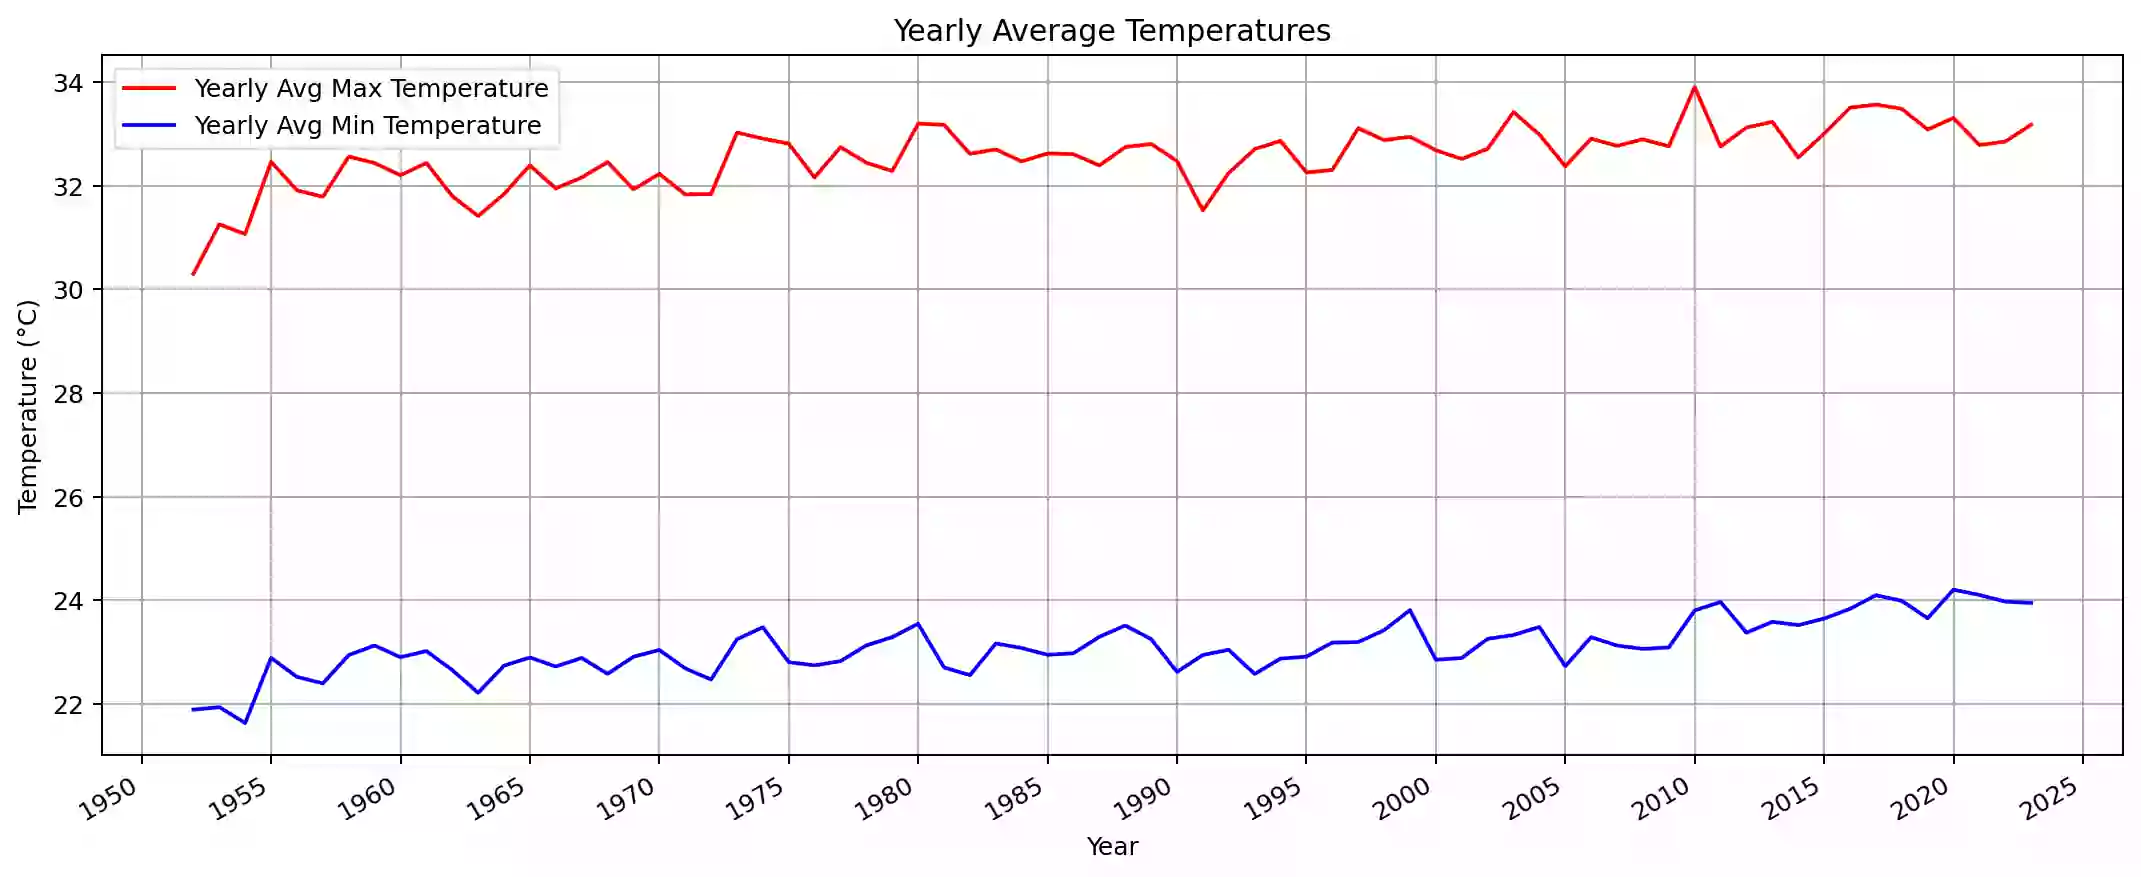 Yearly Average Temperatures
Yearly Avg Max Temperature
Yearly Avg Min Temperature
34
32
30
28
26
24
22
Temperature (°C)
1950 1955 1960 1965 1970 1975 1980 1985 1990 1995 2000 2005 2010 2015 2020 2025
Year